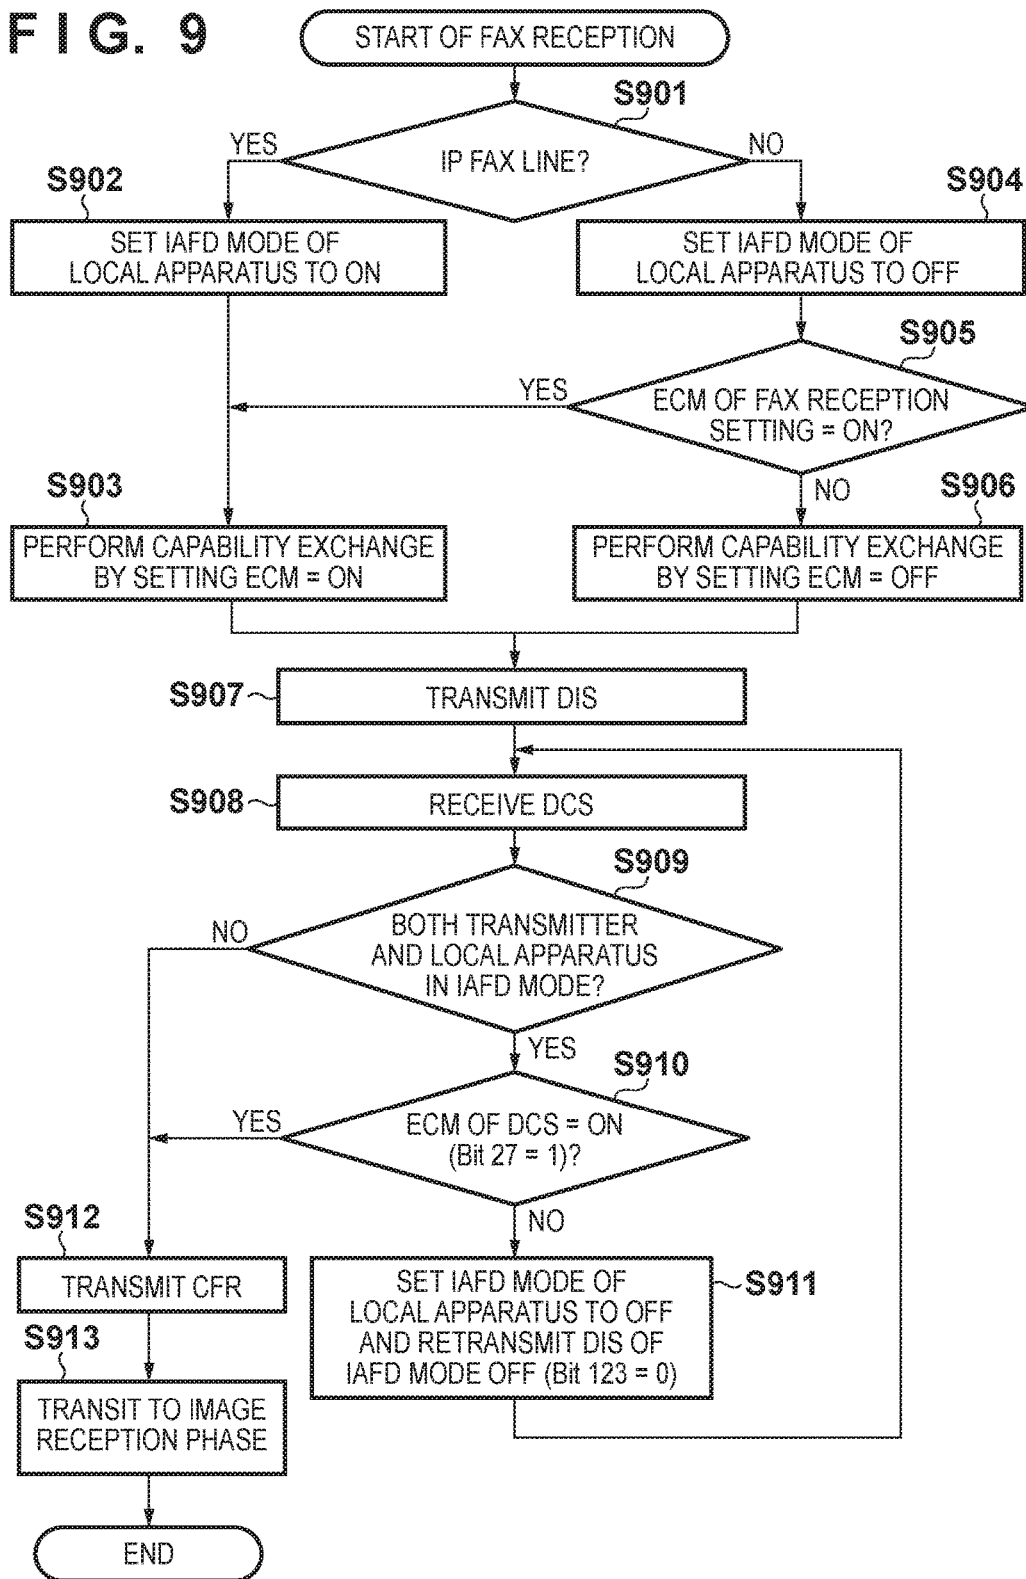 FIG. 9
START OF FAX RECEPTION
S901
YES
IP FAX LINE?
NO
S902
S904
SET IAFD MODE OF
LOCAL APPARATUS TO ON
SET IAFD MODE OF
LOCAL APPARATUS TO OFF
S905
YES
ECM OF FAX RECEPTION
SETTING = ON?
NO
S903
S906
PERFORM CAPABILITY EXCHANGE
BY SETTING ECM = ON
PERFORM CAPABILITY EXCHANGE
BY SETTING ECM = OFF
S907
TRANSMIT DIS
S908
RECEIVE DCS
S909
NO
BOTH TRANSMITTER
AND LOCAL APPARATUS
IN IAFD MODE?
YES
S910
YES
ECM OF DCS = ON
(Bit 27 = 1)?
NO
S912
TRANSMIT CFR
S911
SET IAFD MODE OF
LOCAL APPARATUS TO OFF
AND RETRANSMIT DIS OF
IAFD MODE OFF (Bit 123 = 0)
S913
TRANSIT TO IMAGE
RECEPTION PHASE
END